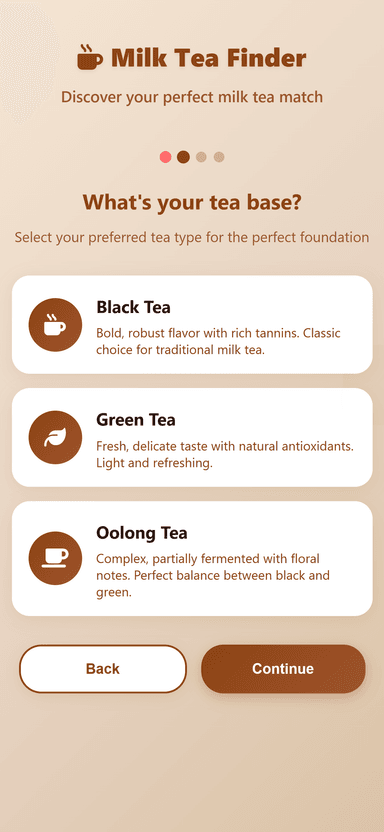 Milk Tea Finder
Discover your perfect milk tea match
What's your tea base?
Select your preferred tea type for the perfect foundation
Black Tea
Bold, robust flavor with rich tannins. Classic
choice for traditional milk tea.
Green Tea
Fresh, delicate taste with natural antioxidants.
Light and refreshing.
Oolong Tea
Complex, partially fermented with floral
notes. Perfect balance between black and
green.
Back
Continue